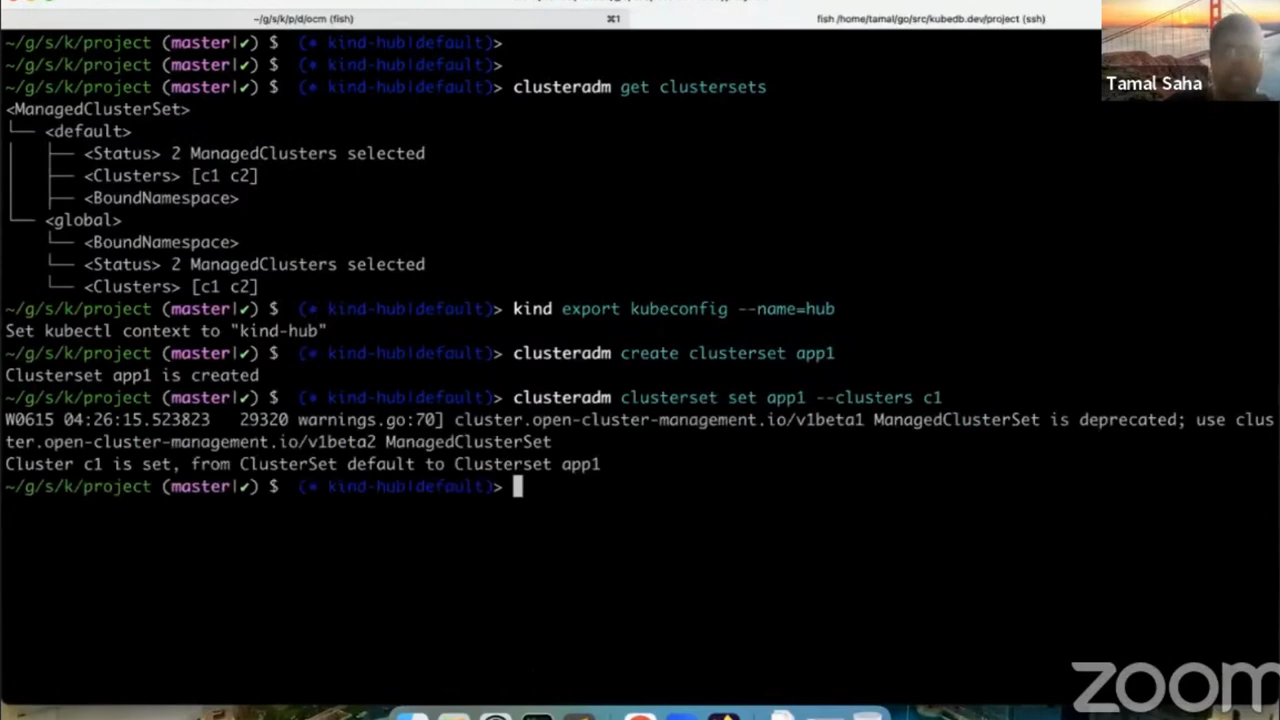 ~/g/s/k/p/d/ocm (fish) ⌘1 fish /home/tamal/go/src/kubedb.dev/project (ssh)
~/g/s/k/project (master|✔) $ (* kind-hub|default)>
~/g/s/k/project (master|✔) $ (* kind-hub|default)>
~/g/s/k/project (master|✔) $ (* kind-hub|default)> clusteradm get clustersets
<ManagedClusterSet>
└── <default>
│   ├── <Status> 2 ManagedClusters selected
│   ├── <Clusters> [c1 c2]
│   ├── <BoundNamespace>
└── <global>
    └── <BoundNamespace>
    └── <Status> 2 ManagedClusters selected
    └── <Clusters> [c1 c2]
~/g/s/k/project (master|✔) $ (* kind-hub|default)> kind export kubeconfig --name=hub
Set kubectl context to "kind-hub"
~/g/s/k/project (master|✔) $ (* kind-hub|default)> clusteradm create clusterset app1
Clusterset app1 is created
~/g/s/k/project (master|✔) $ (* kind-hub|default)> clusteradm clusterset set app1 --clusters c1
W0615 04:26:15.523823   29320 warnings.go:70] cluster.open-cluster-management.io/v1beta1 ManagedClusterSet is deprecated; use clus
ter.open-cluster-management.io/v1beta2 ManagedClusterSet
Cluster c1 is set, from ClusterSet default to Clusterset app1
~/g/s/k/project (master|✔) $ (* kind-hub|default)>
Tamal Saha
zoom